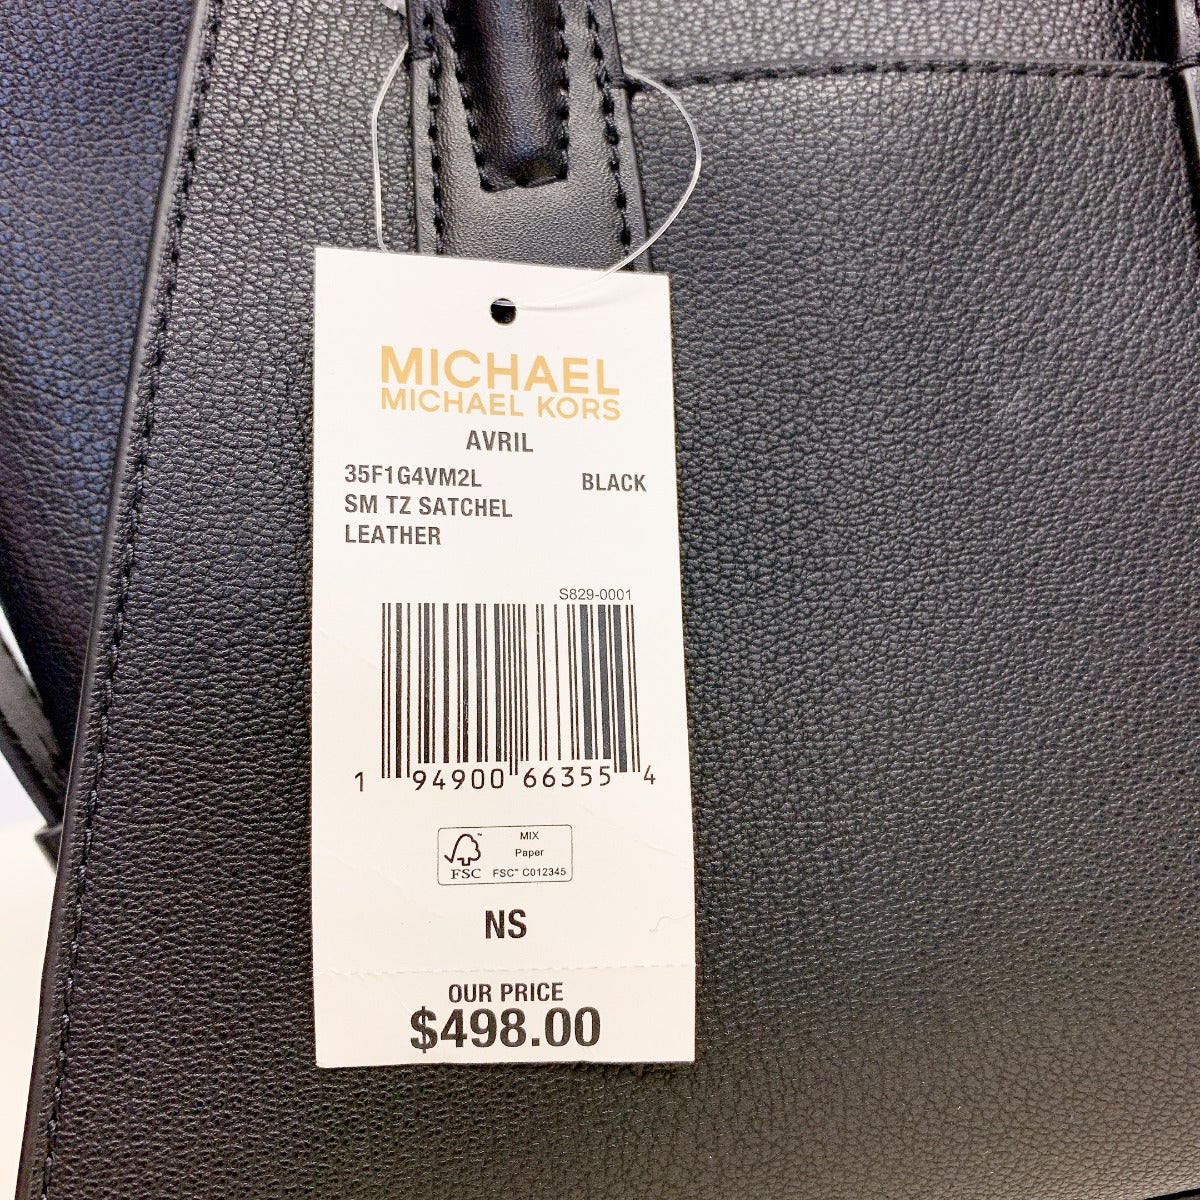 MICHAEL
MICHAEL KORS
AVRIL
35F1G4VM2L BLACK
SM TZ SATCHEL
LEATHER
S829-0001
1 94900 66355 4
FSC™
MIX
Paper
FSC™ C012345
NS
OUR PRICE
$498.00